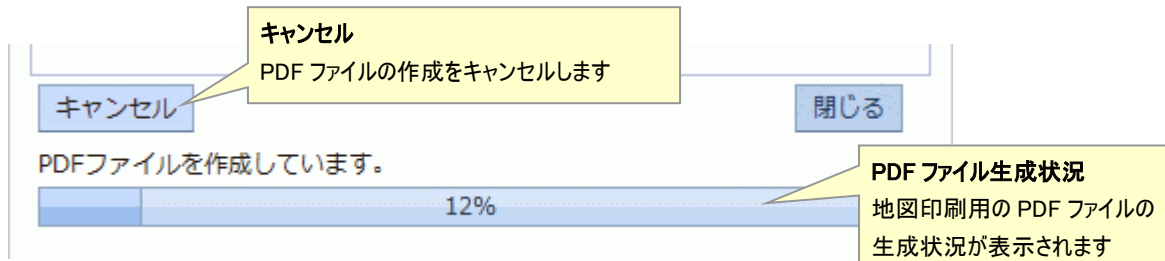 キャンセル
PDF ファイルの作成をキャンセルします
キャンセル
閉じる
PDFファイルを作成しています。
12%
PDF ファイル生成状況
地図印刷用の PDF ファイルの
生成状況が表示されます